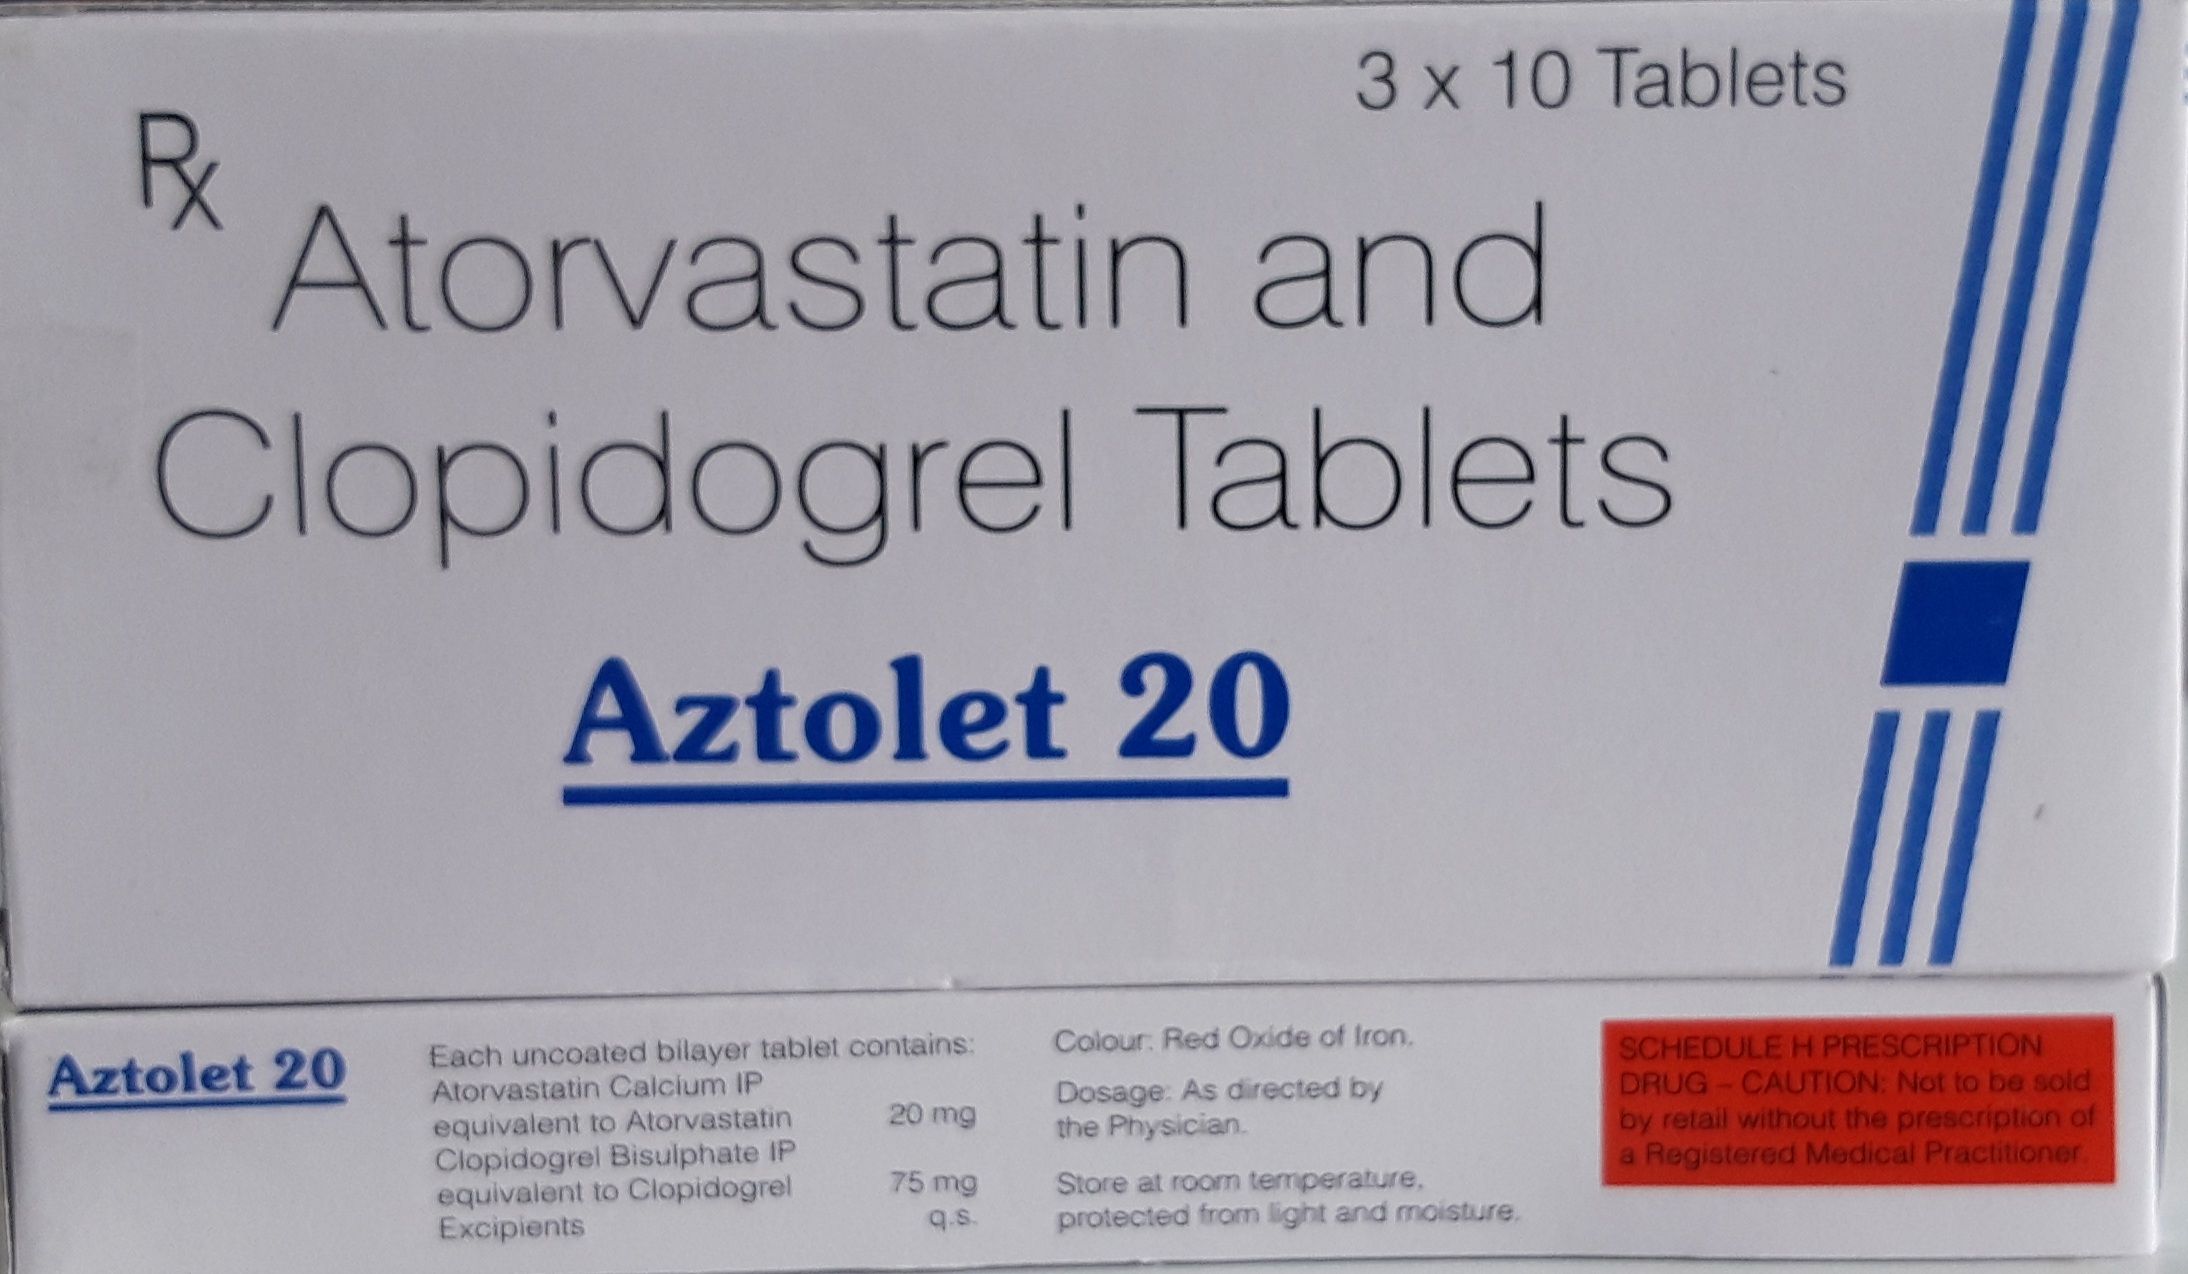 3 x 10 Tablets
Rx
Atorvastatin and
Clopidogrel Tablets
Aztolet 20
Aztolet 20
Each uncoated bilayer tablet contains:
Atorvastatin Calcium IP
equivalent to Atorvastatin 20 mg
Clopidogrel Bisulphate IP
equivalent to Clopidogrel 75 mg
Excipients q.s.
Colour: Red Oxide of Iron.
Dosage: As directed by
the Physician.
Store at room temperature,
protected from light and moisture.
SCHEDULE H PRESCRIPTION
DRUG – CAUTION: Not to be sold
by retail without the prescription of
a Registered Medical Practitioner.